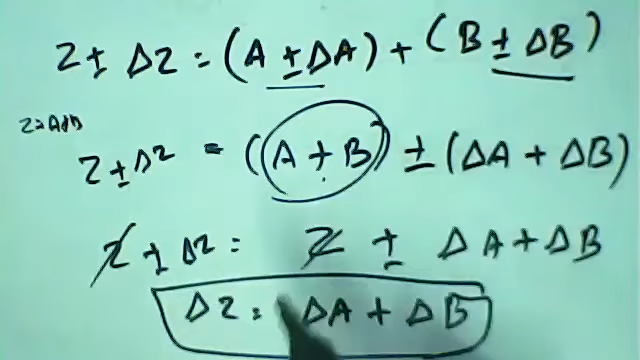 Z ± ΔZ = (A ± ΔA) + (B ± ΔB)
Z = A+B
Z ± ΔZ = (A + B) ± (ΔA + ΔB)
Z ± ΔZ = Z ± ΔA + ΔB
ΔZ = ΔA + ΔB